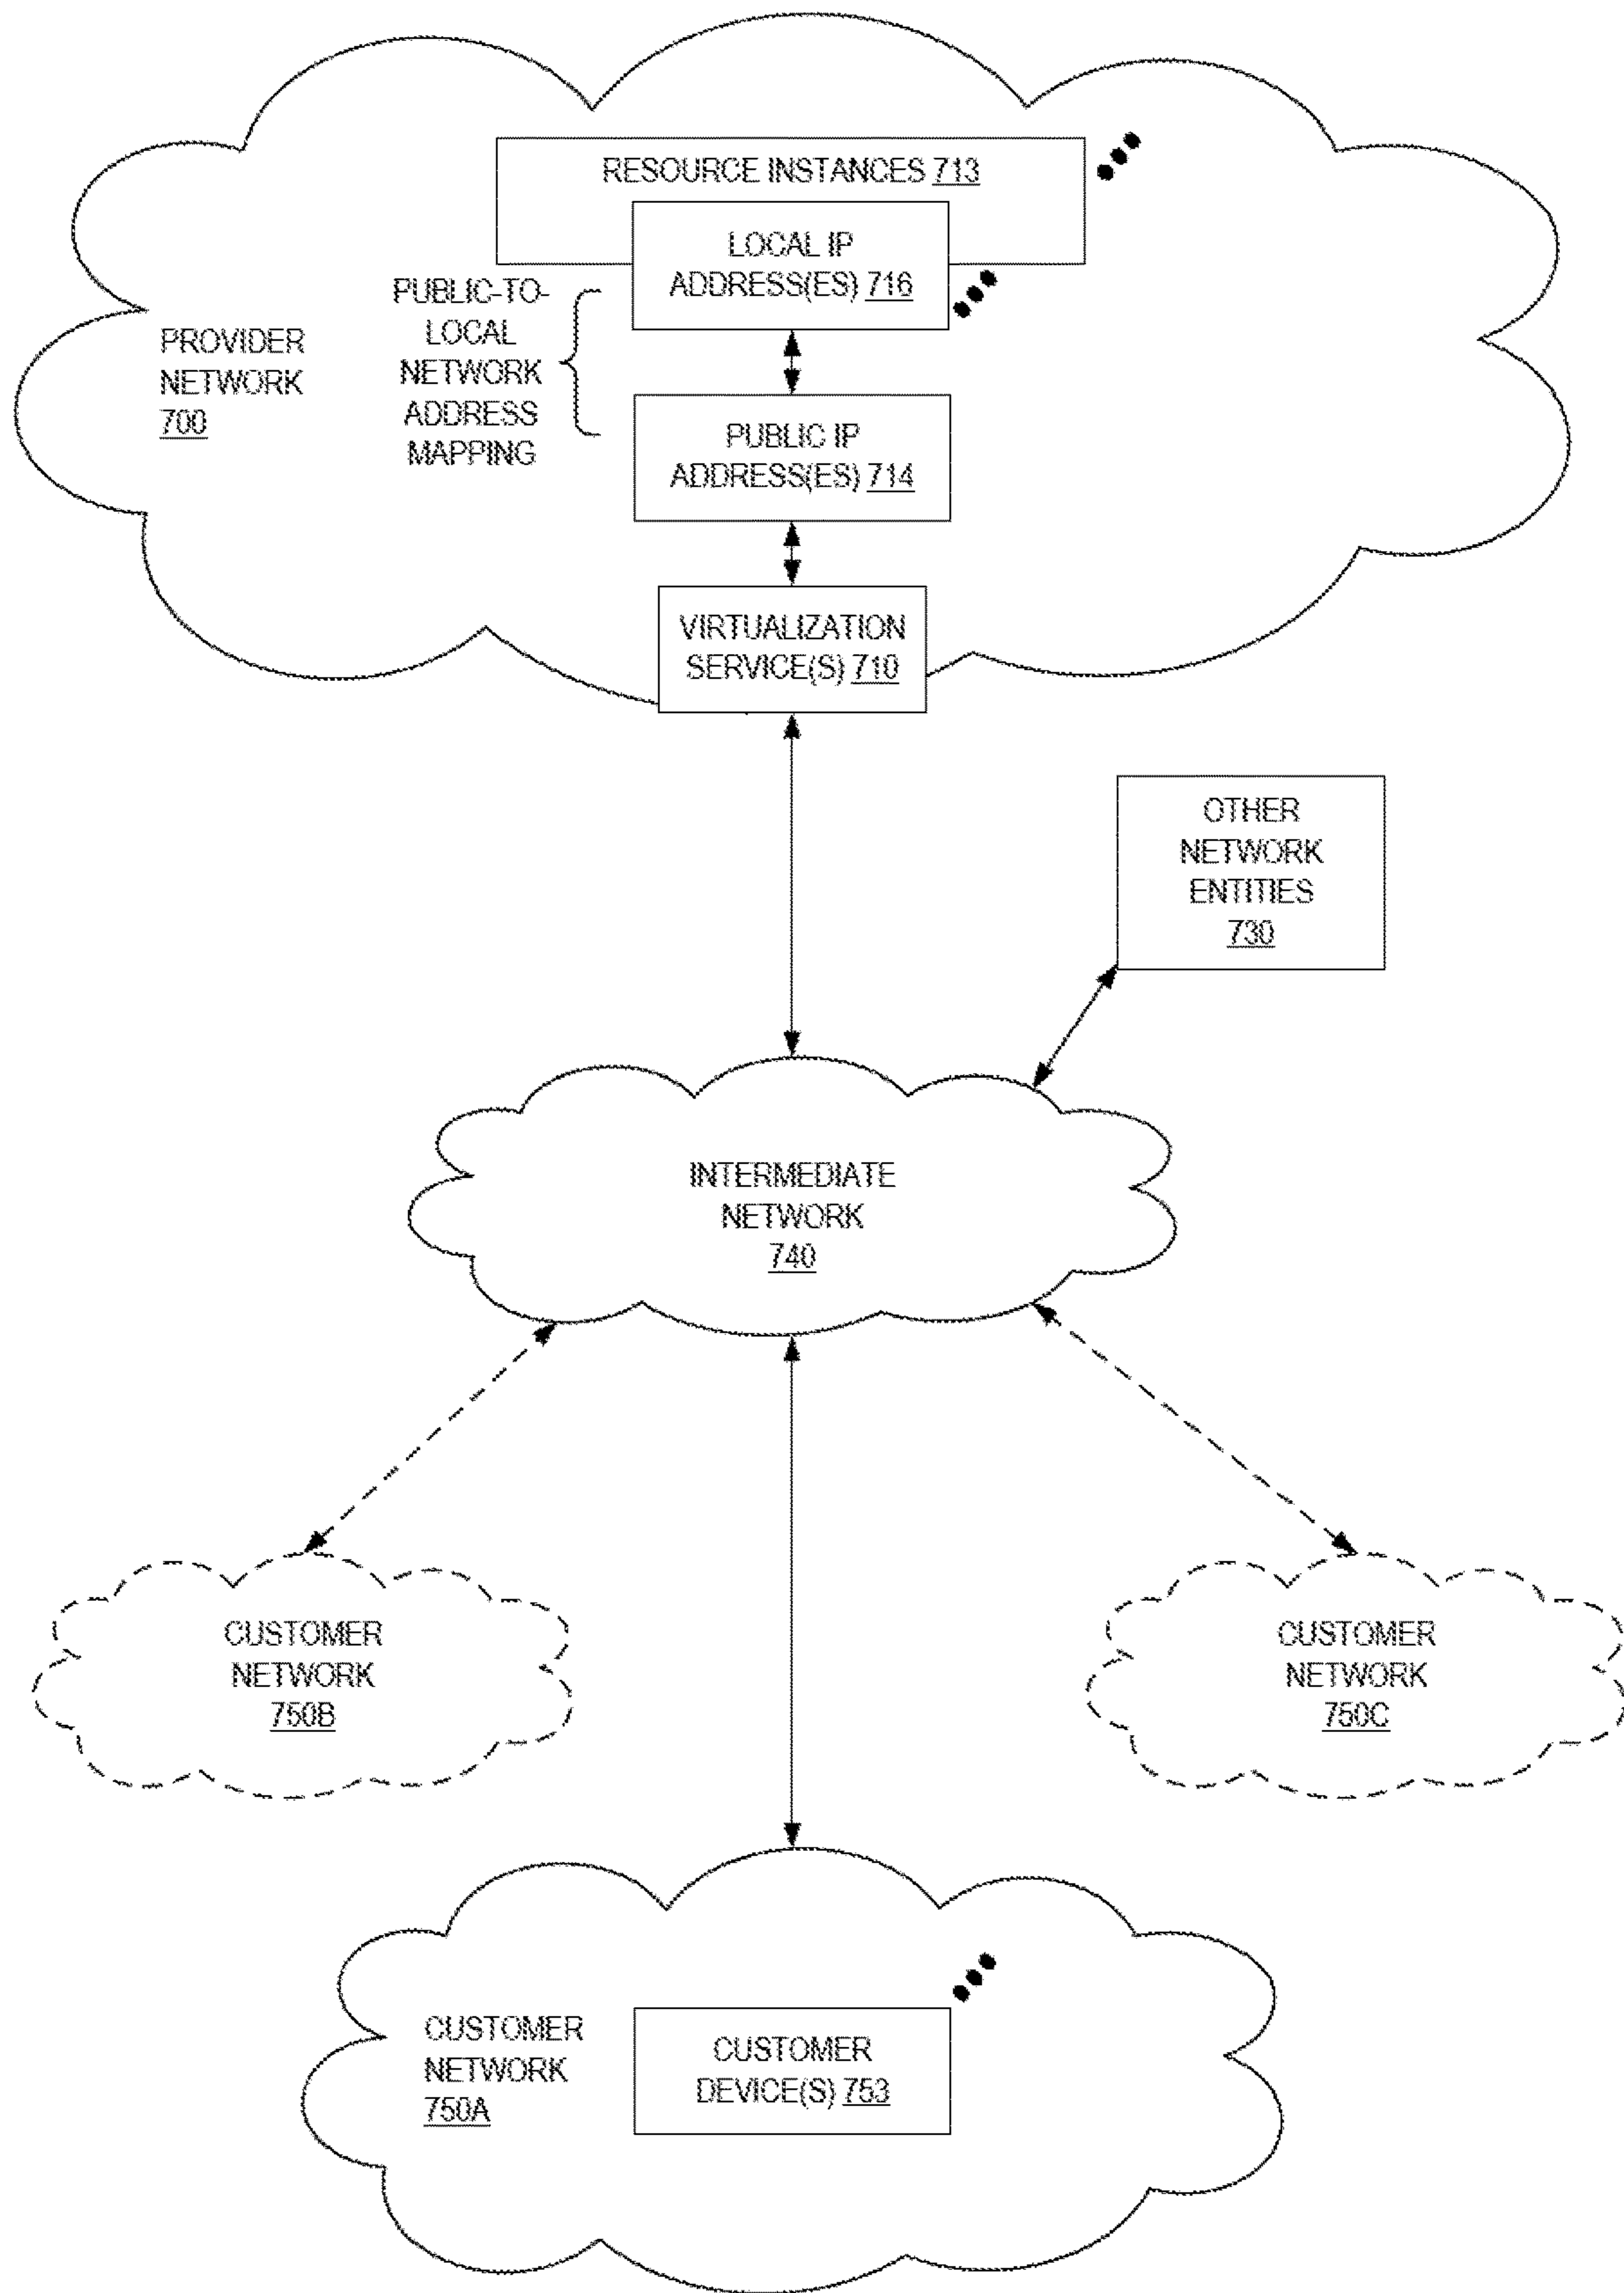 RESOURCE INSTANCES 713
LOCAL IP
ADDRESS(ES) 716
PUBLIC-TO-
LOCAL
NETWORK
ADDRESS
MAPPING
PROVIDER
NETWORK
700
PUBLIC IP
ADDRESS(ES) 714
VIRTUALIZATION
SERVICE(S) 710
OTHER
NETWORK
ENTITIES
730
INTERMEDIATE
NETWORK
740
CUSTOMER
NETWORK
750B
CUSTOMER
NETWORK
750C
CUSTOMER
NETWORK
750A
CUSTOMER
DEVICE(S) 753